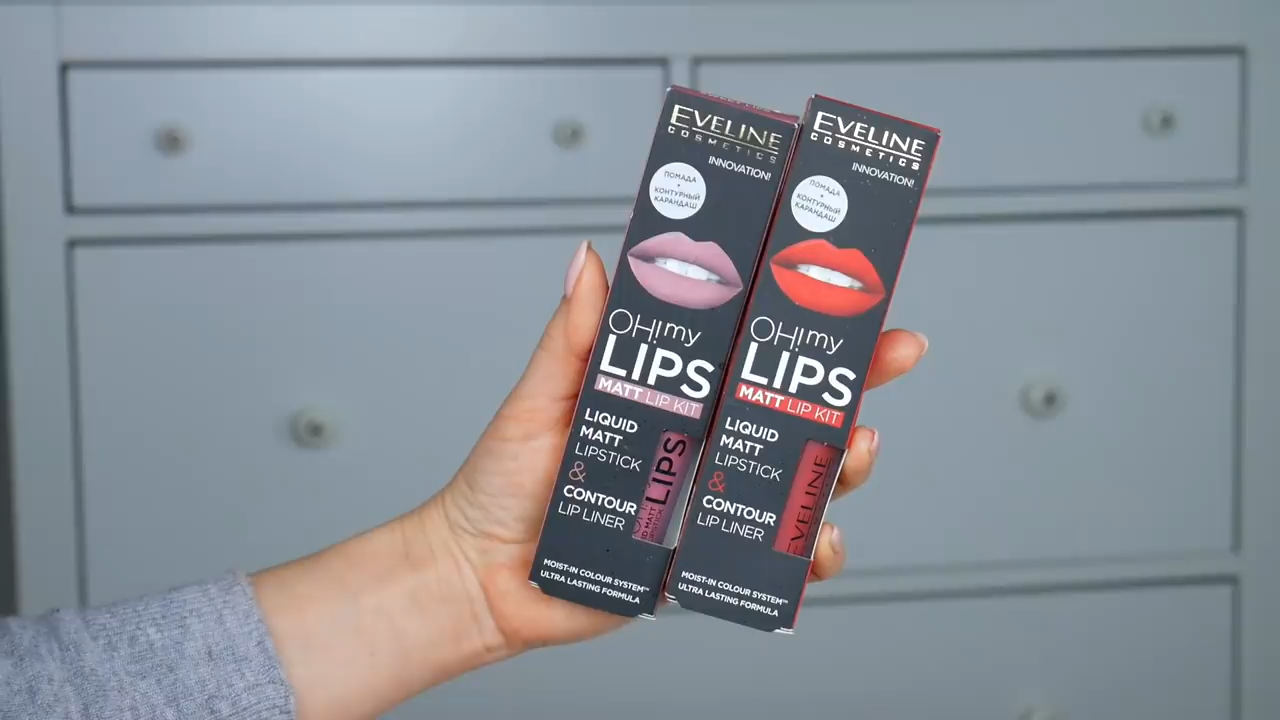 EVELINE
COSMETICS
INNOVATION!
ПОМАДА
+
КОНТУРНЫЙ
КАРАНДАШ
OH! my
LIPS
MATT LIP KIT
LIQUID
MATT
LIPSTICK
&
CONTOUR
LIP LINER
LIPS
MOIST-IN COLOUR SYSTEM™
ULTRA LASTING FORMULA
EVELINE
COSMETICS
INNOVATION!
ПОМАДА
+
КОНТУРНЫЙ
КАРАНДАШ
OH! my
LIPS
MATT LIP KIT
LIQUID
MATT
LIPSTICK
&
CONTOUR
LIP LINER
EVELINE
MOIST-IN COLOUR SYSTEM™
ULTRA LASTING FORMULA